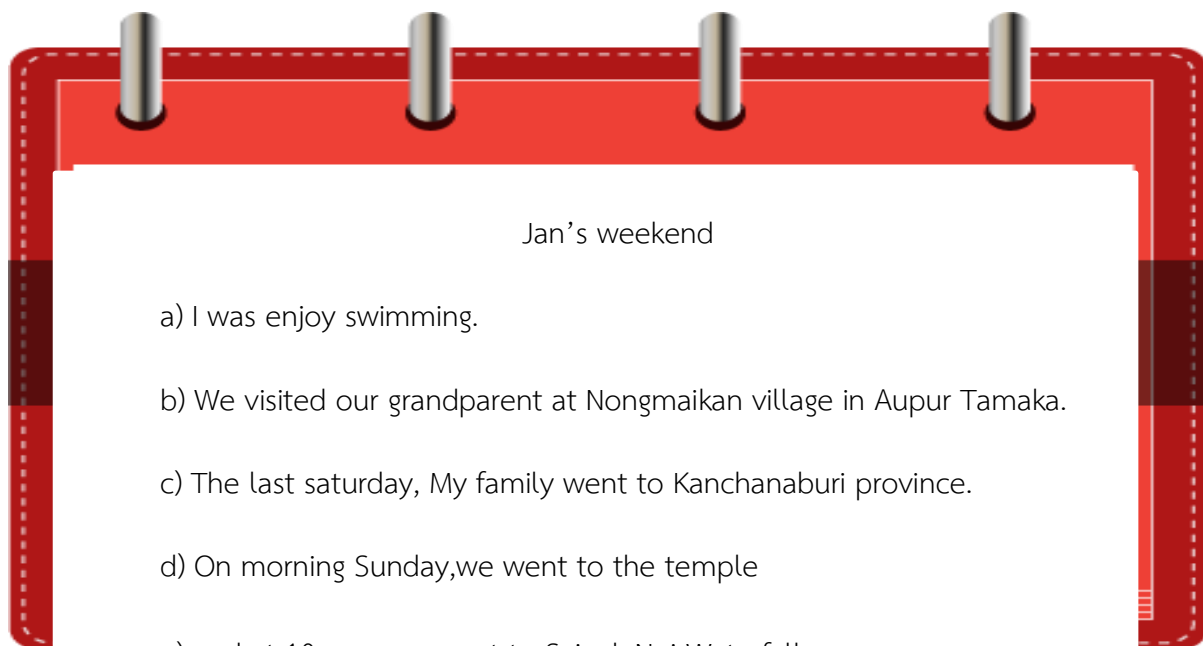 Jan’s weekend
a) I was enjoy swimming.
b) We visited our grandparent at Nongmaikan village in Aupur Tamaka.
c) The last saturday, My family went to Kanchanaburi province.
d) On morning Sunday,we went to the temple